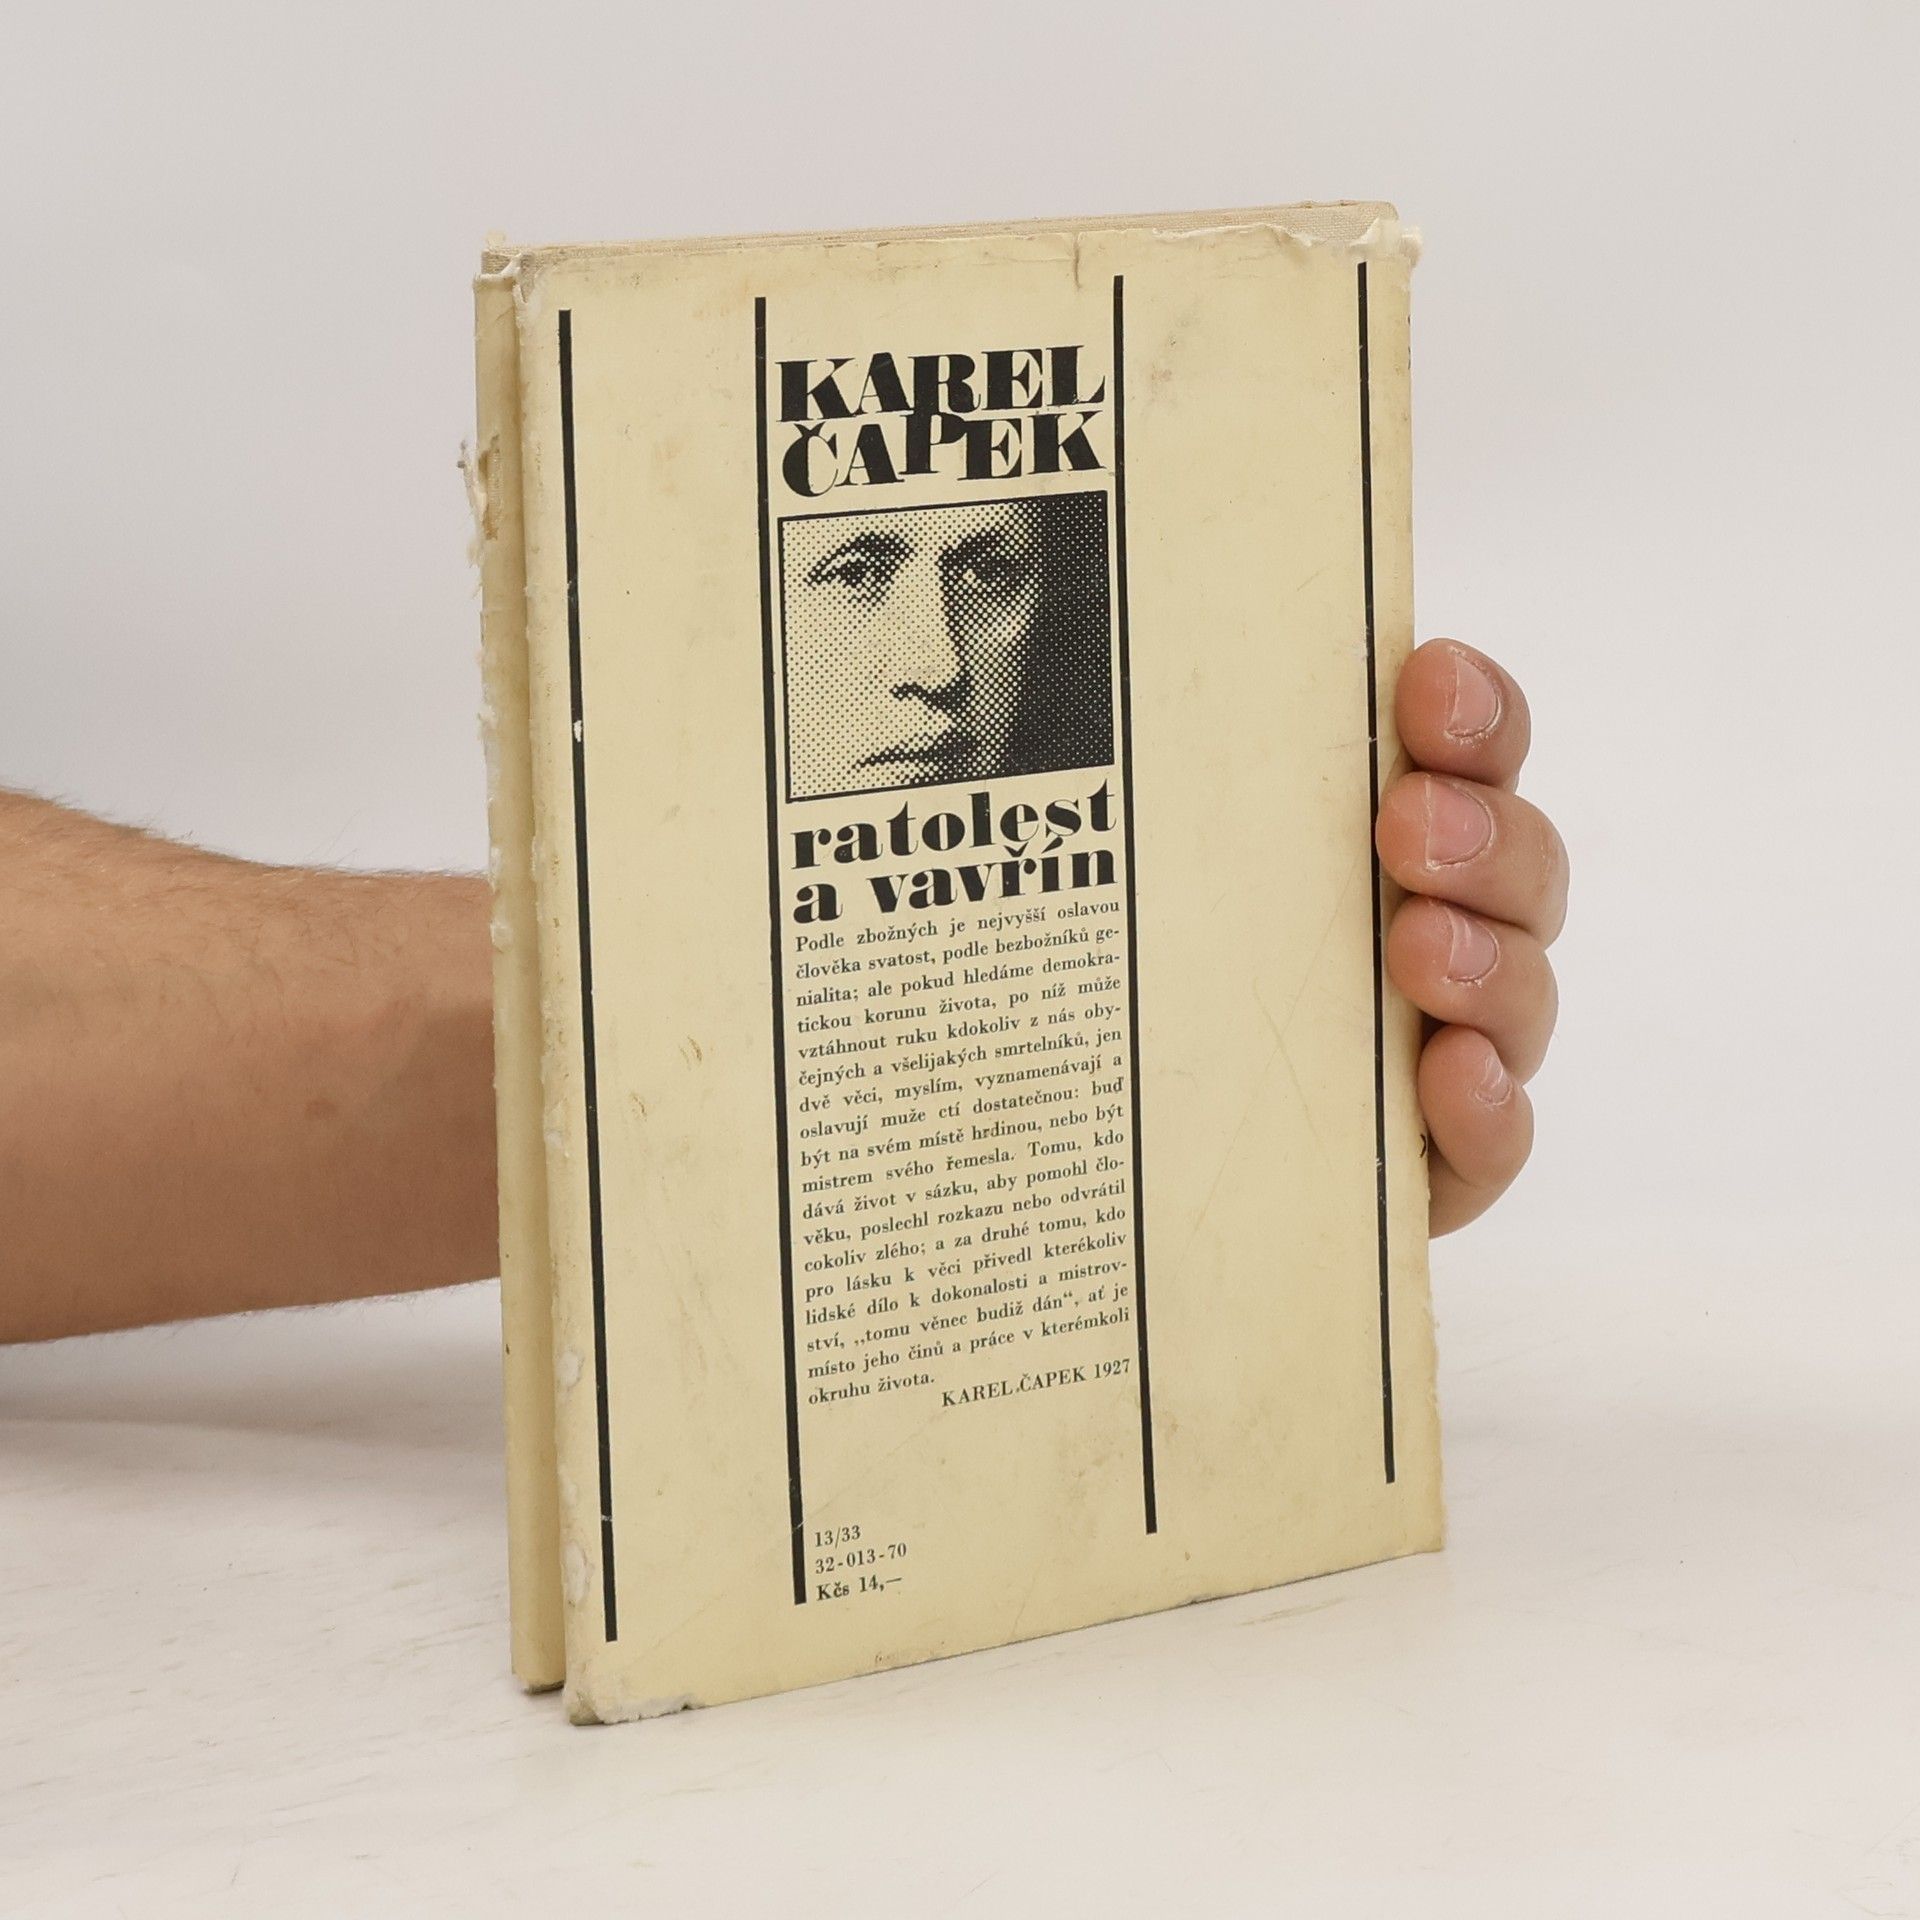 KAREL
ČAPEK
ratolest
a vavřín
Podle zbožných je nejvyšší oslavou
člověka svatost, podle bezbožníků ge-
nialita; ale pokud hledáme demokra-
tickou korunu života, po níž může
vztáhnout ruku kdokoliv z nás oby-
čejných a všelijakých smrtelníků, jen
dvě věci, myslím, vyznamenávají a
oslavují muže ctí dostatečnou: buď
být na svém místě hrdinou, nebo být
mistrem svého řemesla. Tomu, kdo
dává život v sázku, aby pomohl člo-
věku, poslechl rozkazu nebo odvrátil
cokoliv zlého; a za druhé tomu, kdo
pro lásku k věci přivedl kterékoliv
lidské dílo k dokonalosti a mistrov-
ství, „tomu věnec budiž dán“, ať je
místo jeho činů a práce v kterémkoli
okruhu života.
KAREL ČAPEK 1927
13/33
32-013-70
Kčs 14,—